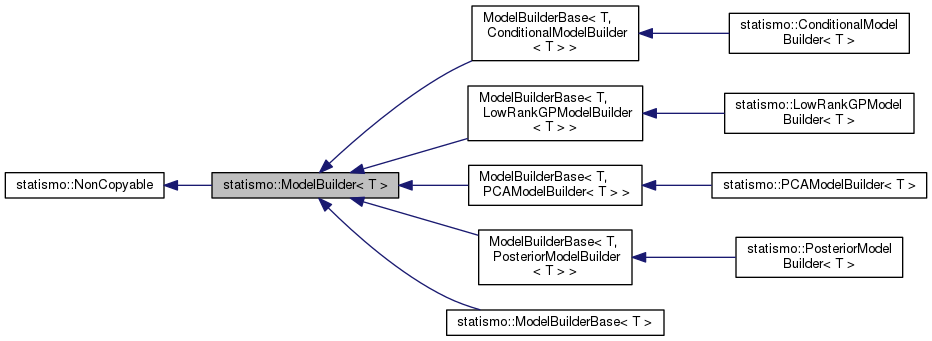 ModelBuilderBase< T,
ConditionalModelBuilder
< T > >
statismo::ConditionalModel
Builder< T >
ModelBuilderBase< T,
LowRankGPModelBuilder
< T > >
statismo::LowRankGPModel
Builder< T >
statismo::NonCopyable
statismo::ModelBuilder< T >
ModelBuilderBase< T,
PCAModelBuilder< T > >
statismo::PCAModelBuilder< T >
ModelBuilderBase< T,
PosteriorModelBuilder
< T > >
statismo::PosteriorModel
Builder< T >
statismo::ModelBuilderBase< T >